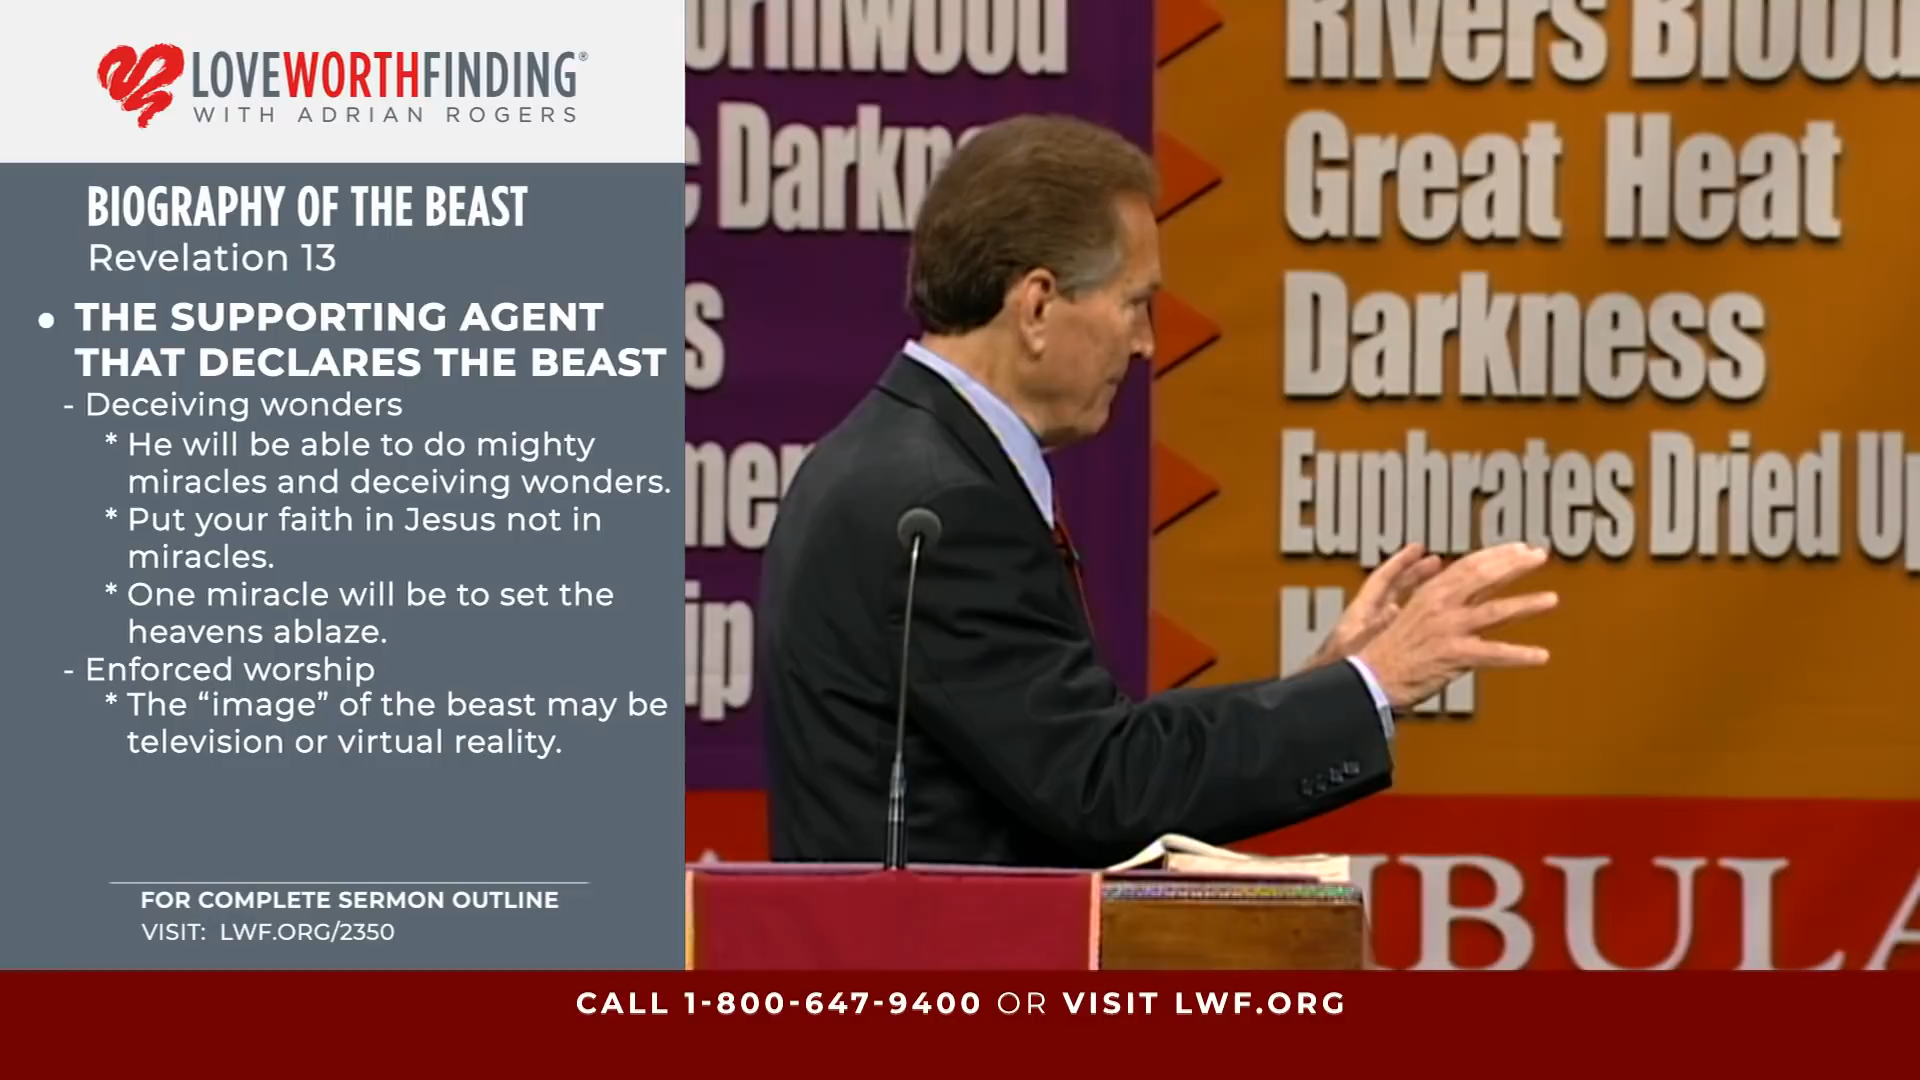 LOVEWORTHFINDING®
WITH ADRIAN ROGERS
BIOGRAPHY OF THE BEAST
Revelation 13
• THE SUPPORTING AGENT
THAT DECLARES THE BEAST
- Deceiving wonders
* He will be able to do mighty
miracles and deceiving wonders.
* Put your faith in Jesus not in
miracles.
* One miracle will be to set the
heavens ablaze.
- Enforced worship
* The “image” of the beast may be
television or virtual reality.
FOR COMPLETE SERMON OUTLINE
VISIT: LWF.ORG/2350
Rivers Blood
Great Heat
Darkness
Euphrates Dried Up
CALL 1-800-647-9400 OR VISIT LWF.ORG